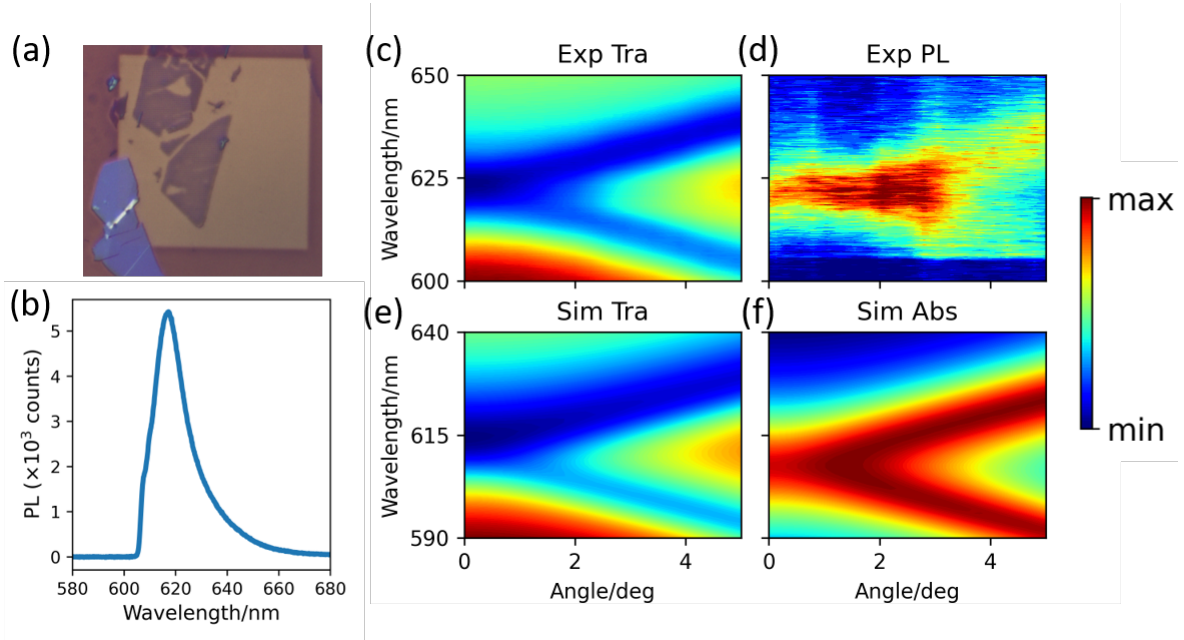 (a)
(b)
PL (×10³ counts)
5
4
3
2
1
0
580 600 620 640 660 680
Wavelength/nm
(c)
Exp Tra
Wavelength/nm
650
625
600
(d)
Exp PL
(e)
Sim Tra
Wavelength/nm
640
615
590
0 2 4
Angle/deg
(f)
Sim Abs
0 2 4
Angle/deg
max
min